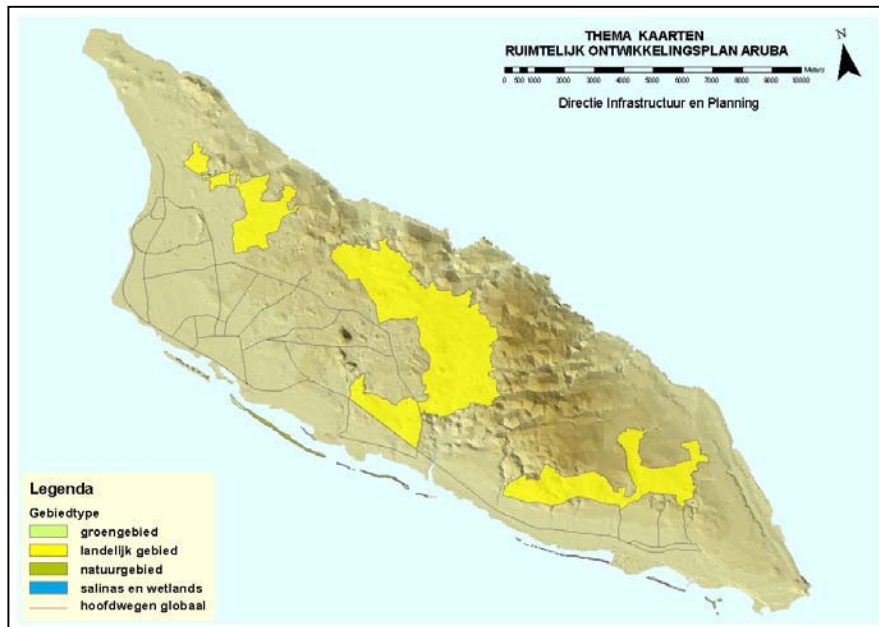 THEMA KAARTEN
RUIMTELIJK ONTWIKKELINGSPLAN ARUBA
N
Meters
0 500 1000 2000 3000 4000 5000 6000 7000 8000 9000 10000
Directie Infrastructuur en Planning
Legenda
Gebiedtype
groengebied
landelijk gebied
natuurgebied
salinas en wetlands
hoofdwegen globaal